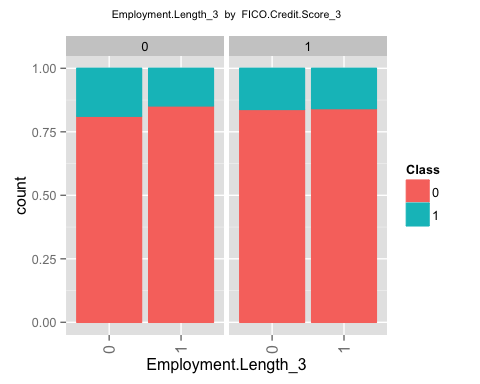 Employment.Length_3 by FICO.Credit.Score_3
0 1
1.00
0.75
0.50
0.25
0.00
count
0 1 0 1
Employment.Length_3
Class
0
1